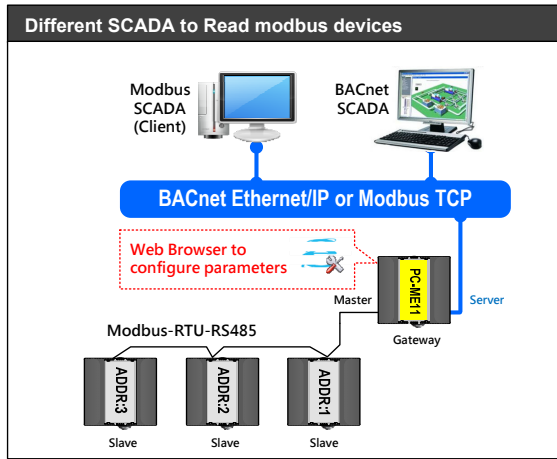 Different SCADA to Read modbus devices
Modbus
SCADA
(Client)
BACnet
SCADA
BACnet Ethernet/IP or Modbus TCP
Web Browser to
configure parameters
PC-ME11
Master
Server
Gateway
Modbus-RTU-RS485
ADDR:3
ADDR:2
ADDR:1
Slave
Slave
Slave